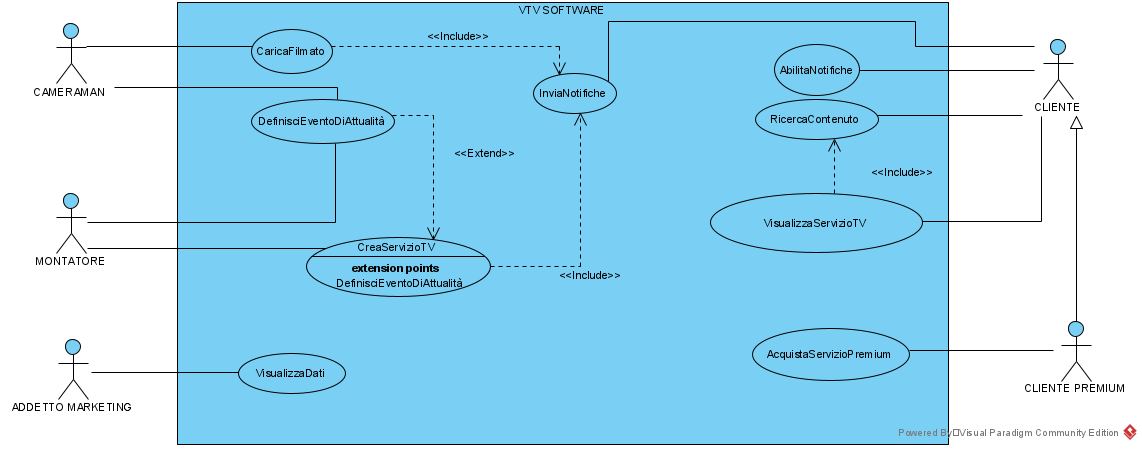 VTV SOFTWARE
CaricaFilmato
<<Include>>
CAMERAMAN
InviaNotifiche
AbilitaNotifiche
CLIENTE
DefinisciEventoDiAttualità
RicercaContenuto
<<Extend>>
<<Include>>
VisualizzaServizioTV
MONTATORE
CreaServizioTV
extension points
DefinisciEventoDiAttualità
<<Include>>
AcquistaServizioPremium
VisualizzaDati
CLIENTE PREMIUM
ADDETTO MARKETING
Powered By Visual Paradigm Community Edition